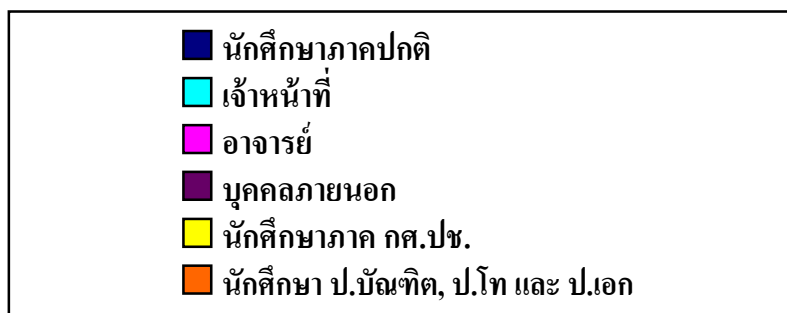 นักศึกษาภาคปกติ
เจ้าหน้าที่
อาจารย์
บุคคลภายนอก
นักศึกษาภาค กศ.ปช.
นักศึกษา ป.บัณฑิต, ป.โท และ ป.เอก